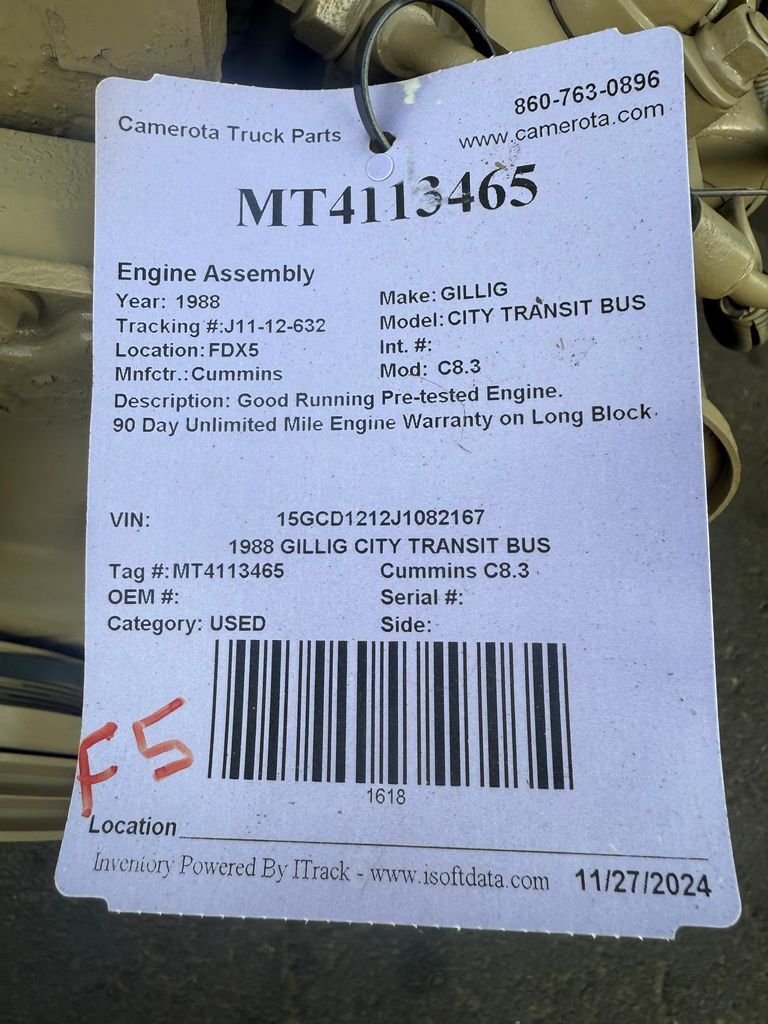 Camerota Truck Parts
860-763-0896
www.camerota.com
MT4113465
Engine Assembly
Year: 1988 Make: GILLIG
Tracking #:J11-12-632 Model: CITY TRANSIT BUS
Location: FDX5 Int. #:
Mnfctr.: Cummins Mod: C8.3
Description: Good Running Pre-tested Engine.
90 Day Unlimited Mile Engine Warranty on Long Block.
VIN: 15GCD1212J1082167
1988 GILLIG CITY TRANSIT BUS
Tag #: MT4113465 Cummins C8.3
OEM #: Serial #:
Category: USED Side:
F5
1618
Location
Inventory Powered By ITrack - www.isoftdata.com 11/27/2024